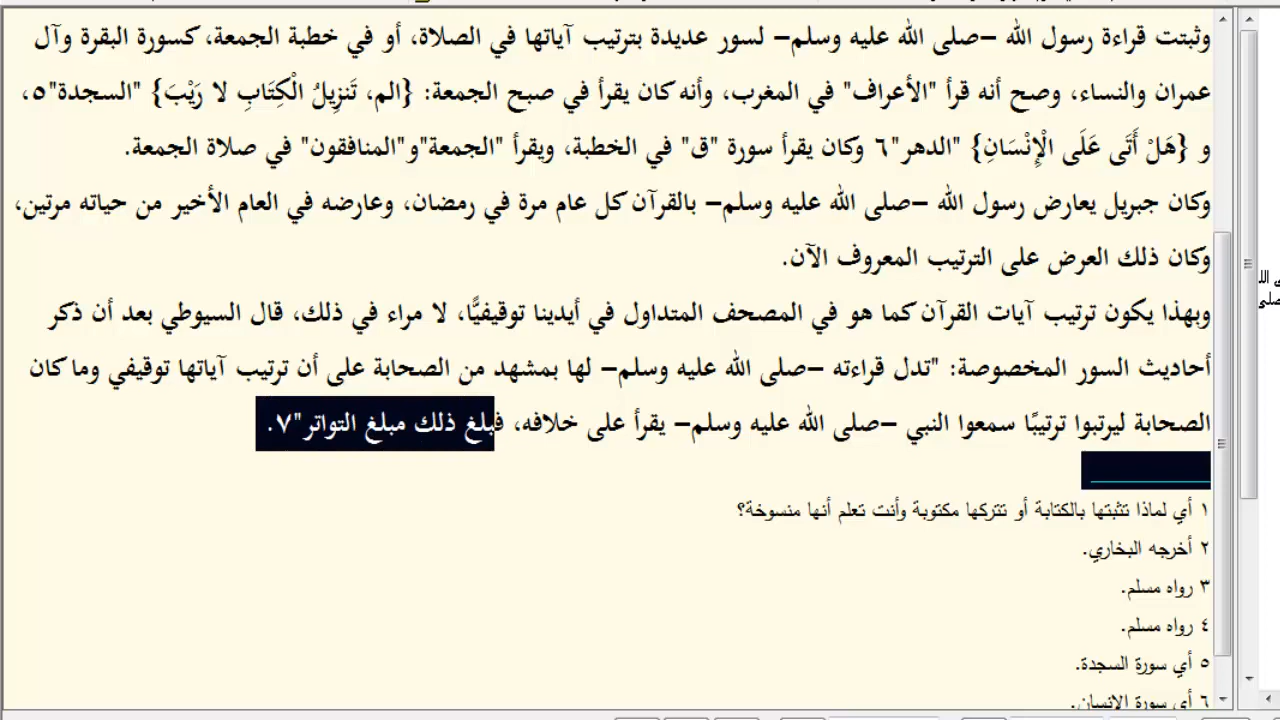 وثبتت قراءة رسول الله –صلى الله عليه وسلم– لسور عديدة بترتيب آياتها في الصلاة، أو في خطبة الجمعة، كسورة البقرة وآل
عمران والنساء، وصح أنه قرأ "الأعراف" في المغرب، وأنه كان يقرأ في صبح الجمعة: {الم، تَنزِيلُ الْكِتَابِ لا رَيْبَ} "السجدة"٥،
و {هَلْ أَتَى عَلَى الْإِنْسَانِ} "الدهر"٦ وكان يقرأ سورة "ق" في الخطبة، ويقرأ "الجمعة"و"المنافقون" في صلاة الجمعة.
وكان جبريل يعارض رسول الله –صلى الله عليه وسلم– بالقرآن كل عام مرة في رمضان، وعارضه في العام الأخير من حياته مرتين،
وكان ذلك العرض على الترتيب المعروف الآن.
وبهذا يكون ترتيب آيات القرآن كما هو في المصحف المتداول في أيدينا توقيفيًّا، لا مراء في ذلك، قال السيوطي بعد أن ذكر
أحاديث السور المخصوصة: "تدل قراءته –صلى الله عليه وسلم– لها بمشهد من الصحابة على أن ترتيب آياتها توقيفي وما كان
الصحابة ليرتبوا ترتيبًا سمعوا النبي –صلى الله عليه وسلم– يقرأ على خلافه، فبلغ ذلك مبلغ التواتر"٧.
١ أي لماذا تثبتها بالكتابة أو تتركها مكتوبة وأنت تعلم أنها منسوخة؟
٢ أخرجه البخاري.
٣ رواه مسلم.
٤ رواه مسلم.
٥ أي سورة السجدة.
٦ أي سورة الإنسان.